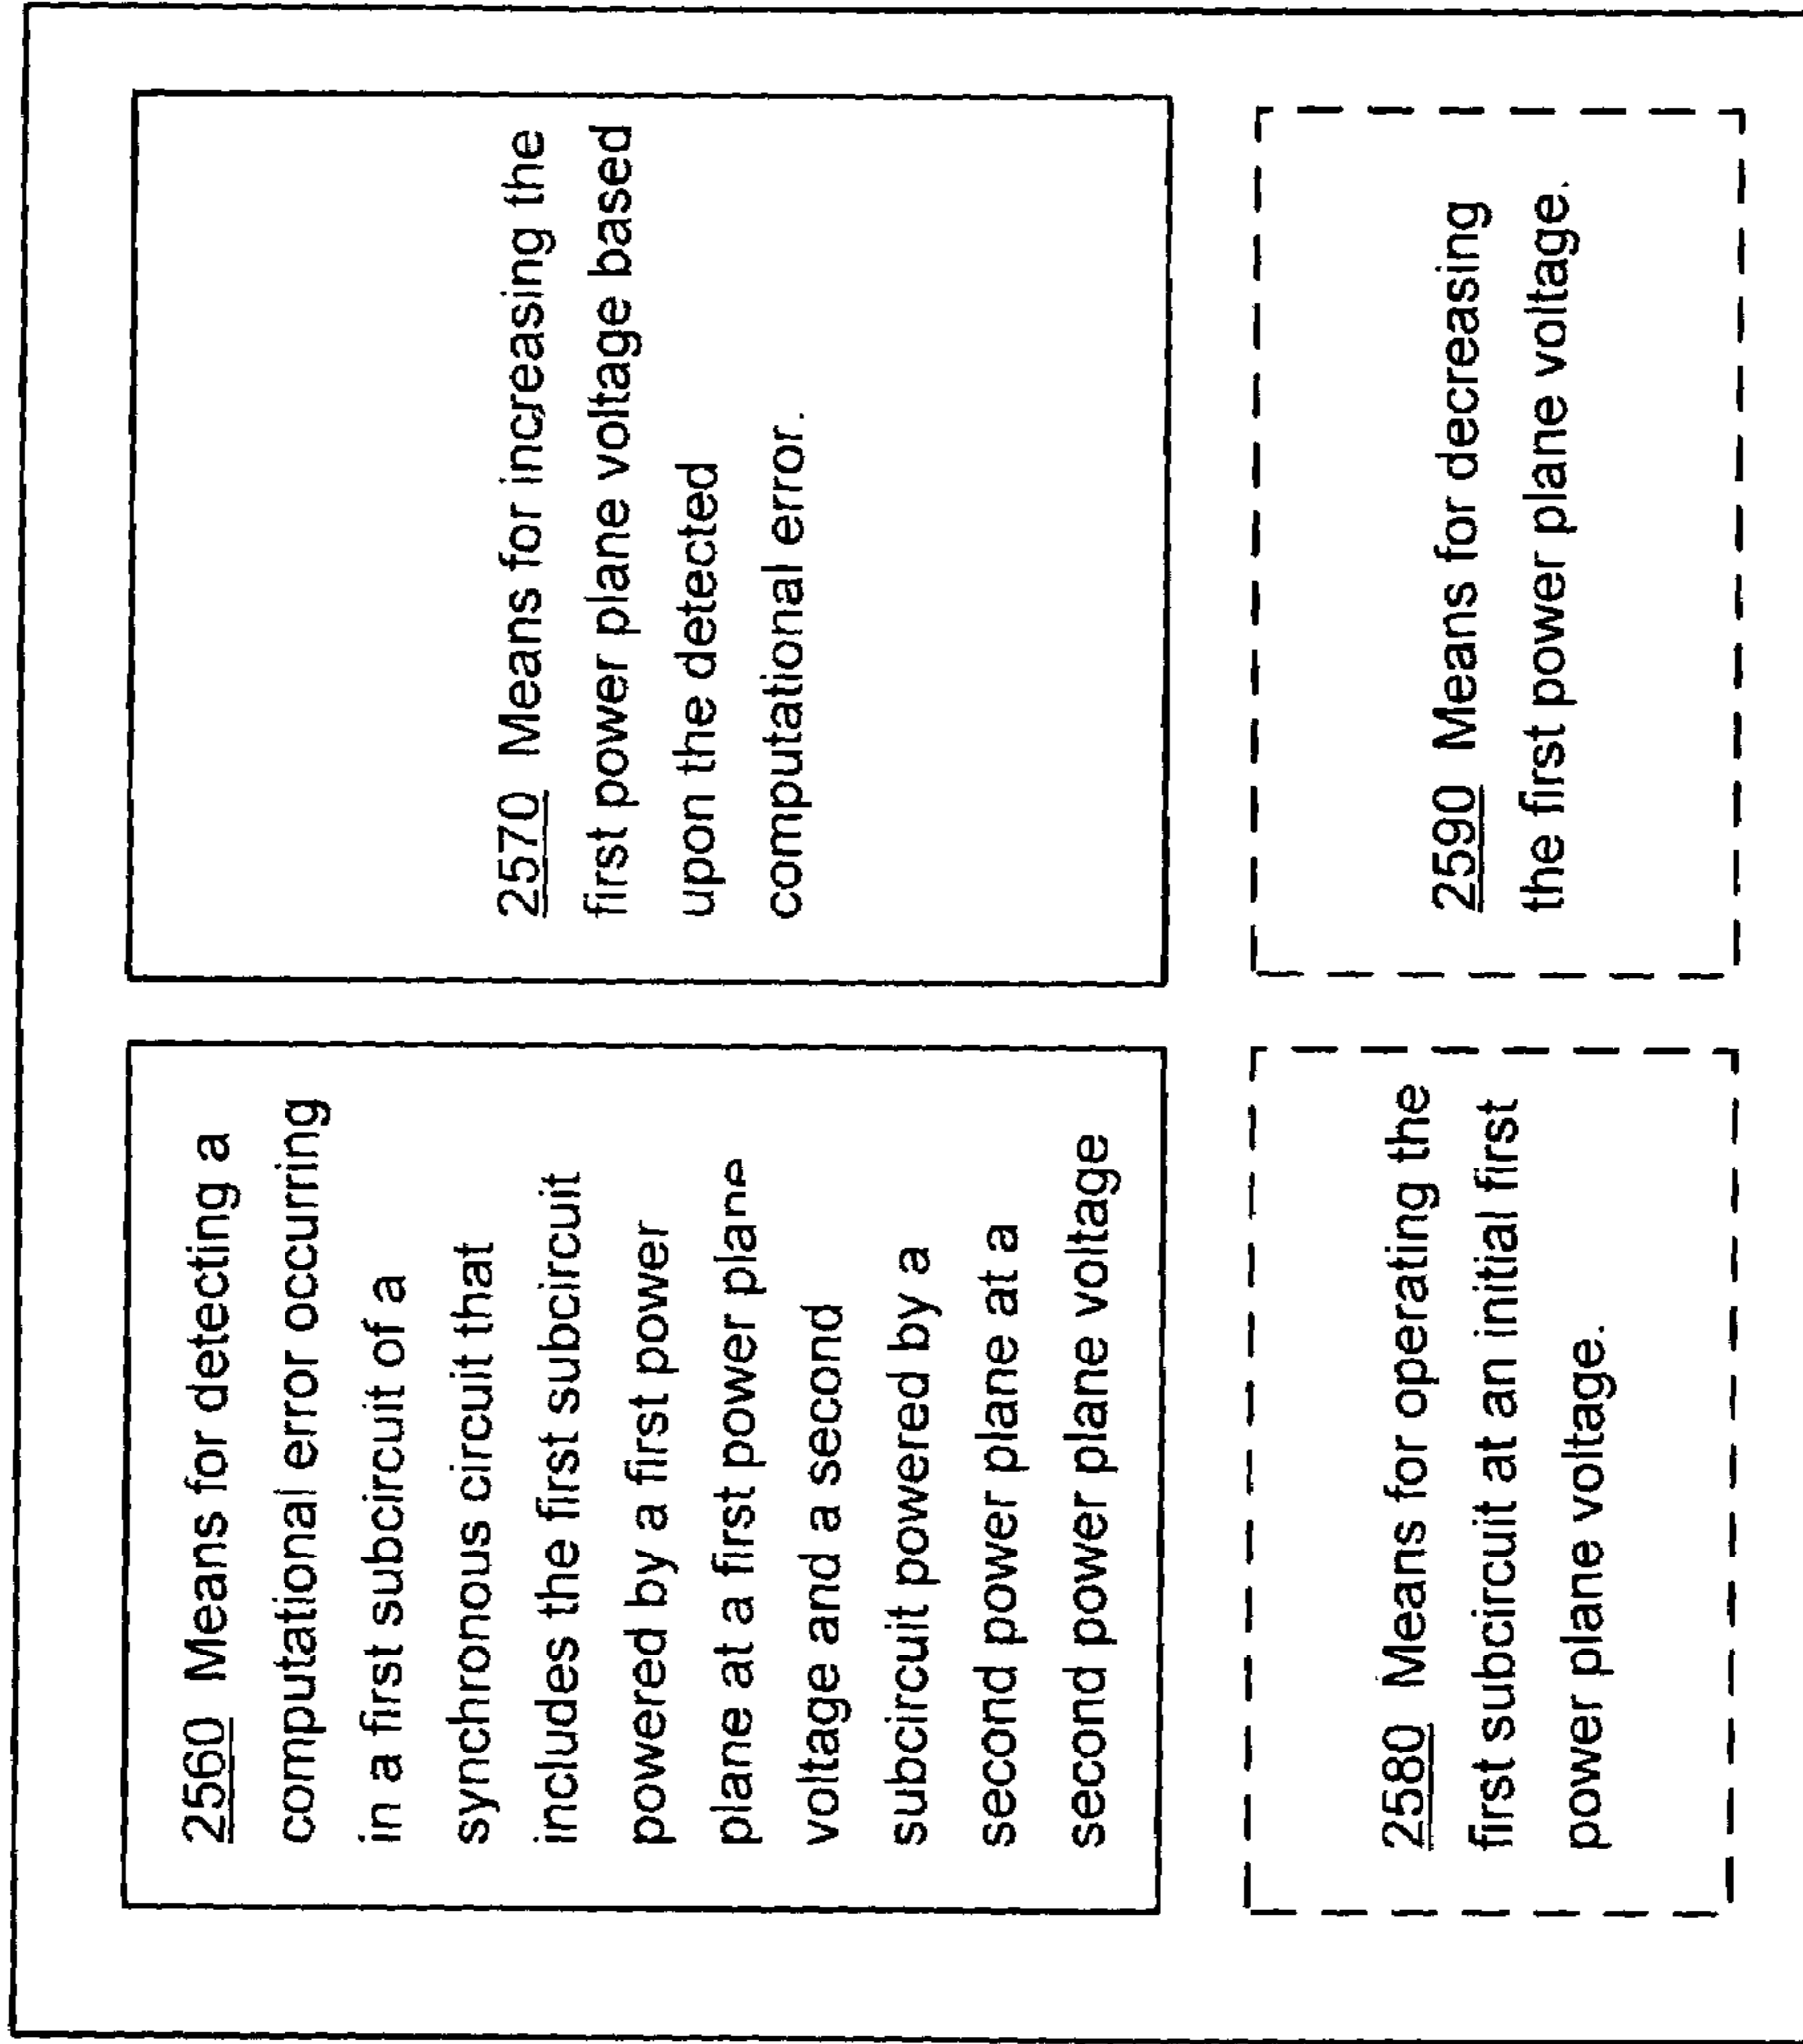 2560 Means for detecting a
computational error occurring
in a first subcircuit of a
synchronous circuit that
includes the first subcircuit
powered by a first power
plane at a first power plane
voltage and a second
subcircuit powered by a
second power plane at a
second power plane voltage
2570 Means for increasing the
first power plane voltage based
upon the detected
computational error.
2580 Means for operating the
first subcircuit at an initial first
power plane voltage.
2590 Means for decreasing
the first power plane voltage.